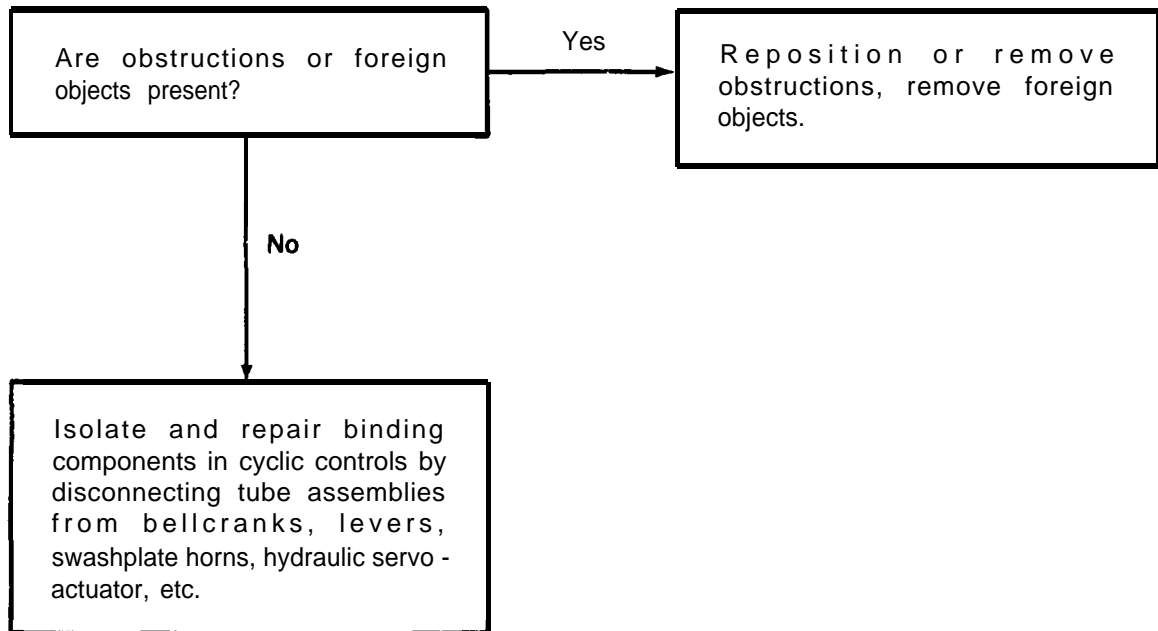 Are obstructions or foreign
objects present?
Yes
Reposition or remove
obstructions, remove foreign
objects.
No
Isolate and repair binding
components in cyclic controls by
disconnecting tube assemblies
from bellcranks, levers,
swashplate horns, hydraulic servo -
actuator, etc.